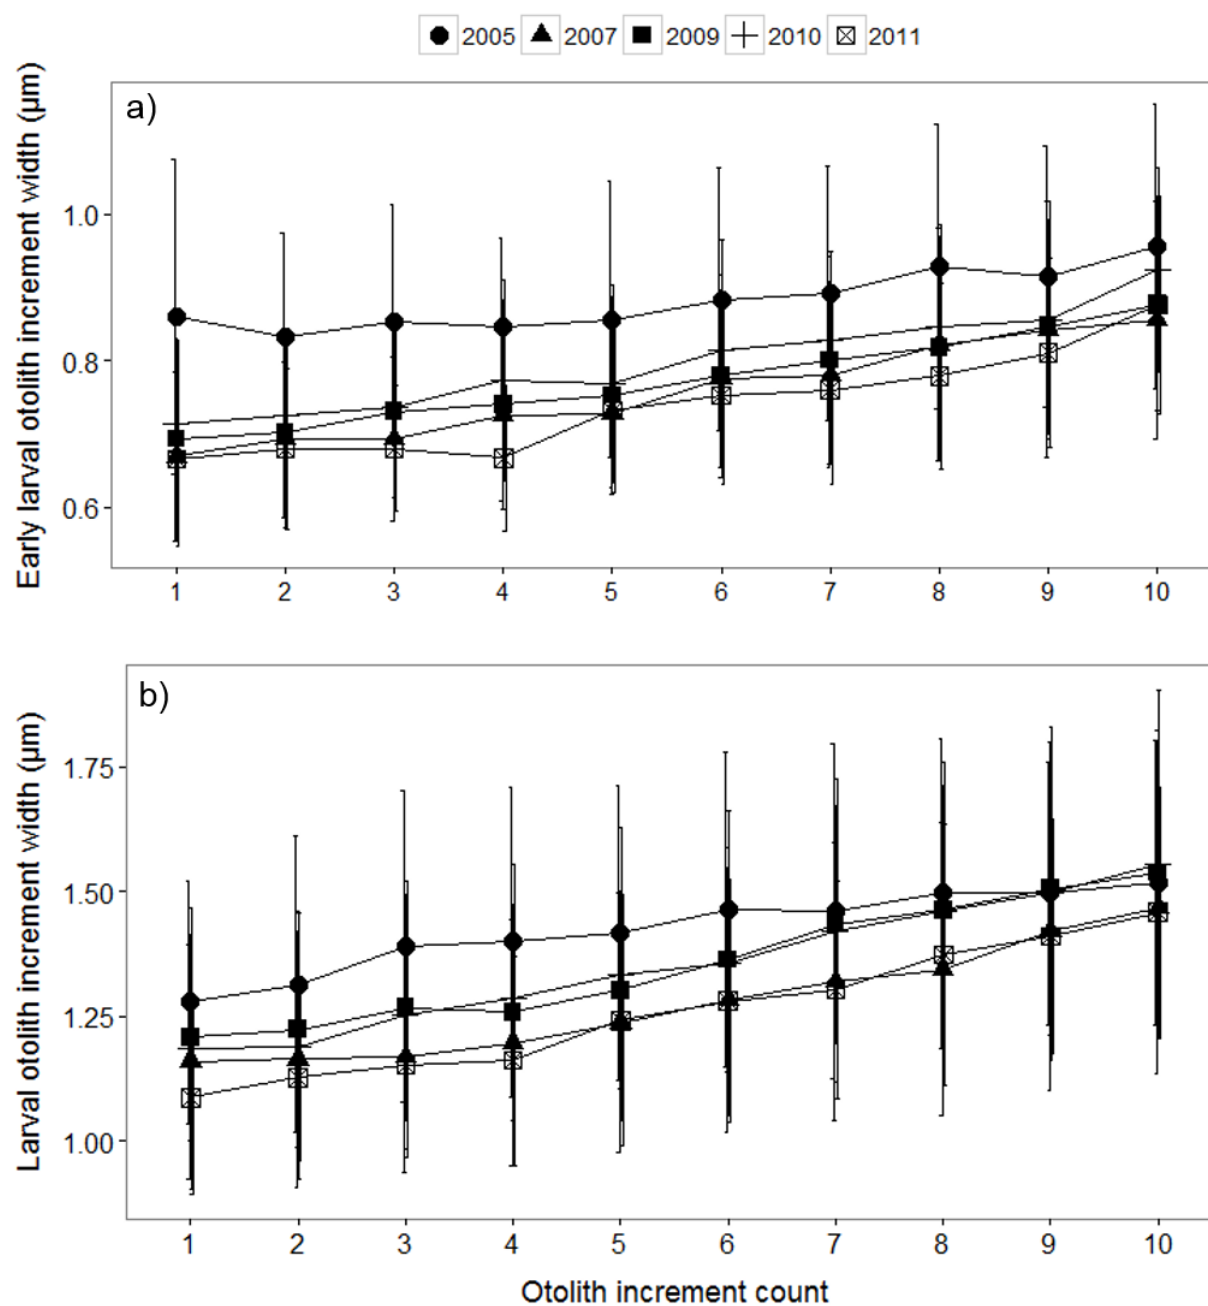 2005 2007 2009 2010 2011
a)
Early larval otolith increment width (µm)
1.0
0.8
0.6
1 2 3 4 5 6 7 8 9 10
b)
Larval otolith increment width (µm)
1.75
1.50
1.25
1.00
1 2 3 4 5 6 7 8 9 10
Otolith increment count